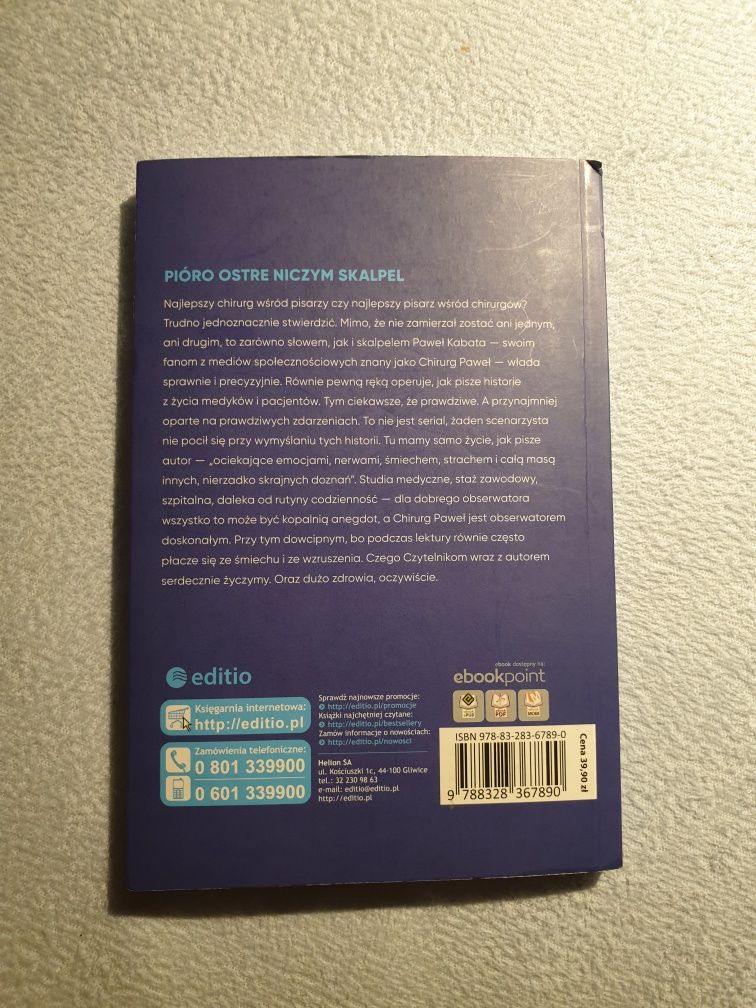 PIÓRO OSTRE NICZYM SKALPEL
Najlepszy chirurg wśród pisarzy czy najlepszy pisarz wśród chirurgów?
Trudno jednoznacznie stwierdzić. Mimo, że nie zamierzał zostać ani jednym,
ani drugim, to zarówno słowem, jak i skalpelem Paweł Kabata — swoim
fanom z mediów społecznościowych znany jako Chirurg Paweł — włada
sprawnie i precyzyjnie. Równie pewną ręką operuje, jak pisze historie
z życia medyków i pacjentów. Tym ciekawsze, że prawdziwe. A przynajmniej
oparte na prawdziwych zdarzeniach. To nie jest serial, żaden scenarzysta
nie pocił się przy wymyślaniu tych historii. Tu mamy samo życie, jak pisze
autor — „ociekające emocjami, nerwami, śmiechem, strachem i całą masą
innych, nierzadko skrajnych doznań”. Studia medyczne, staż zawodowy,
szpitalna, daleka od rutyny codzienność — dla dobrego obserwatora
wszystko to może być kopalnią anegdot, a Chirurg Paweł jest obserwatorem
doskonałym. Przy tym dowcipnym, bo podczas lektury równie często
płacze się ze śmiechu i ze wzruszenia. Czego Czytelnikom wraz z autorem
serdecznie życzymy. Oraz dużo zdrowia, oczywiście.
editio
Księgarnia internetowa:
http://editio.pl
Zamówienia telefoniczne:
0 801 339900
0 601 339900
Sprawdź najnowsze promocje:
http://editio.pl/promocje
Książki najchętniej czytane:
http://editio.pl/bestsellery
Zamów informacje o nowościach:
http://editio.pl/nowosci
Helion SA
ul. Kościuszki 1c, 44-100 Gliwice
tel.: 32 230 98 63
e-mail: editio@editio.pl
http://editio.pl
ebook dostępny na:
ebookpoint
ePUB PDF MOBI
ISBN 978-83-283-6789-0
9 788328 367890
Cena 39,90 zł